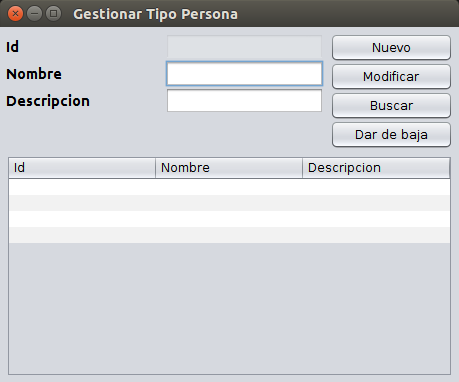 Gestionar Tipo Persona
Id
Nuevo
Nombre
Modificar
Descripcion
Buscar
Dar de baja
Id Nombre Descripcion